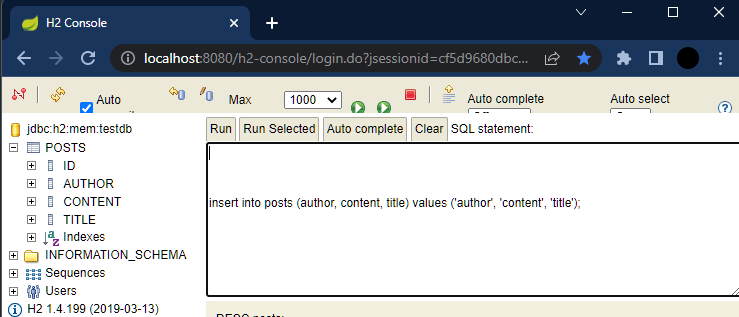 H2 Console
localhost:8080/h2-console/login.do?jsessionid=cf5d9680dbc...
Auto
Max
1000
Auto complete
Auto select
jdbc:h2:mem:testdb
Run
Run Selected
Auto complete
Clear
SQL statement:
POSTS
ID
AUTHOR
CONTENT
TITLE
Indexes
INFORMATION_SCHEMA
Sequences
Users
H2 1.4.199 (2019-03-13)
insert into posts (author, content, title) values ('author', 'content', 'title');